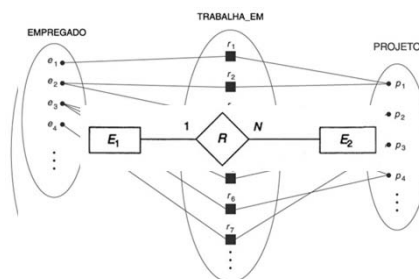 TRABALHA_EM
EMPREGADO
PROJETO
r1
e1
r2
e2
p1
e3
p2
e4
1
N
E1
R
E2
p3
p4
r6
r7